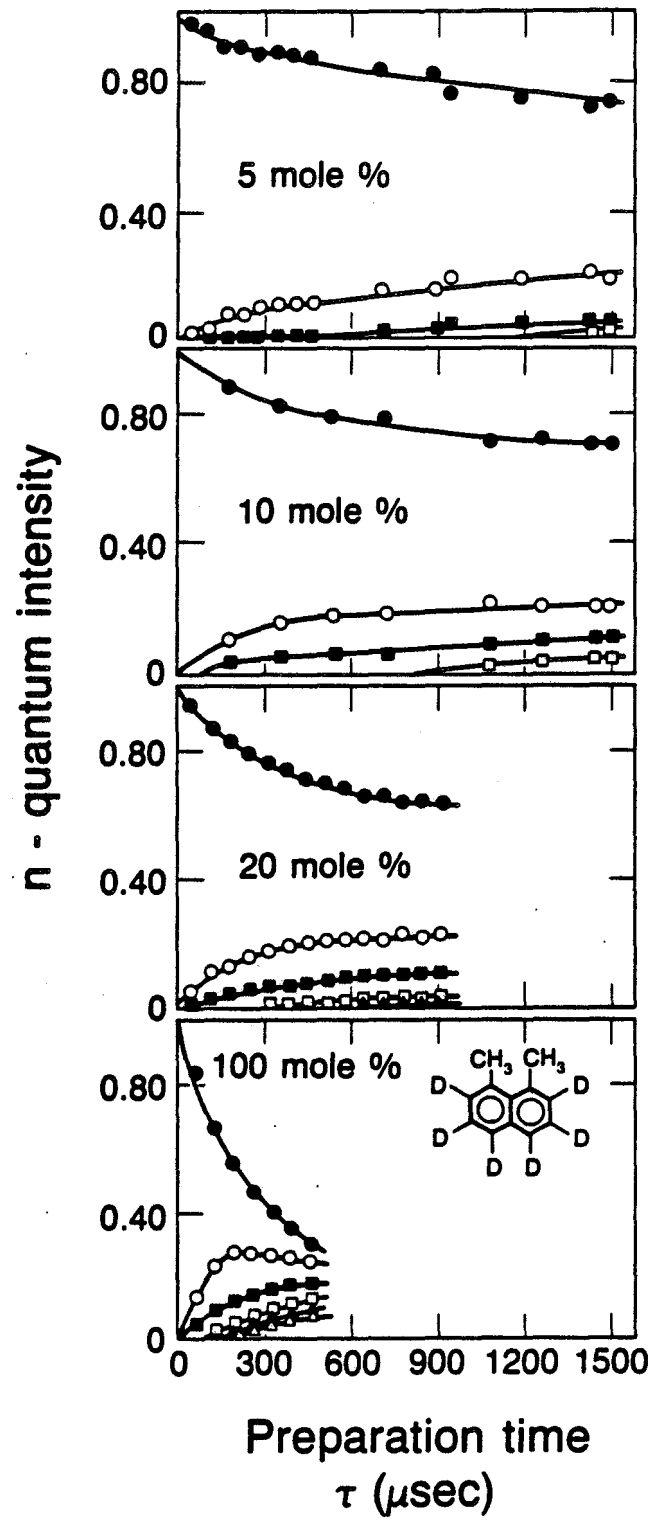 n - quantum intensity
0.80
0.40
0
5 mole %
0.80
0.40
0
10 mole %
0.80
0.40
0
20 mole %
0.80
0.40
0
100 mole %
CH3 CH3
D D
D D
D D
0 300 600 900 1200 1500
Preparation time
τ (μsec)